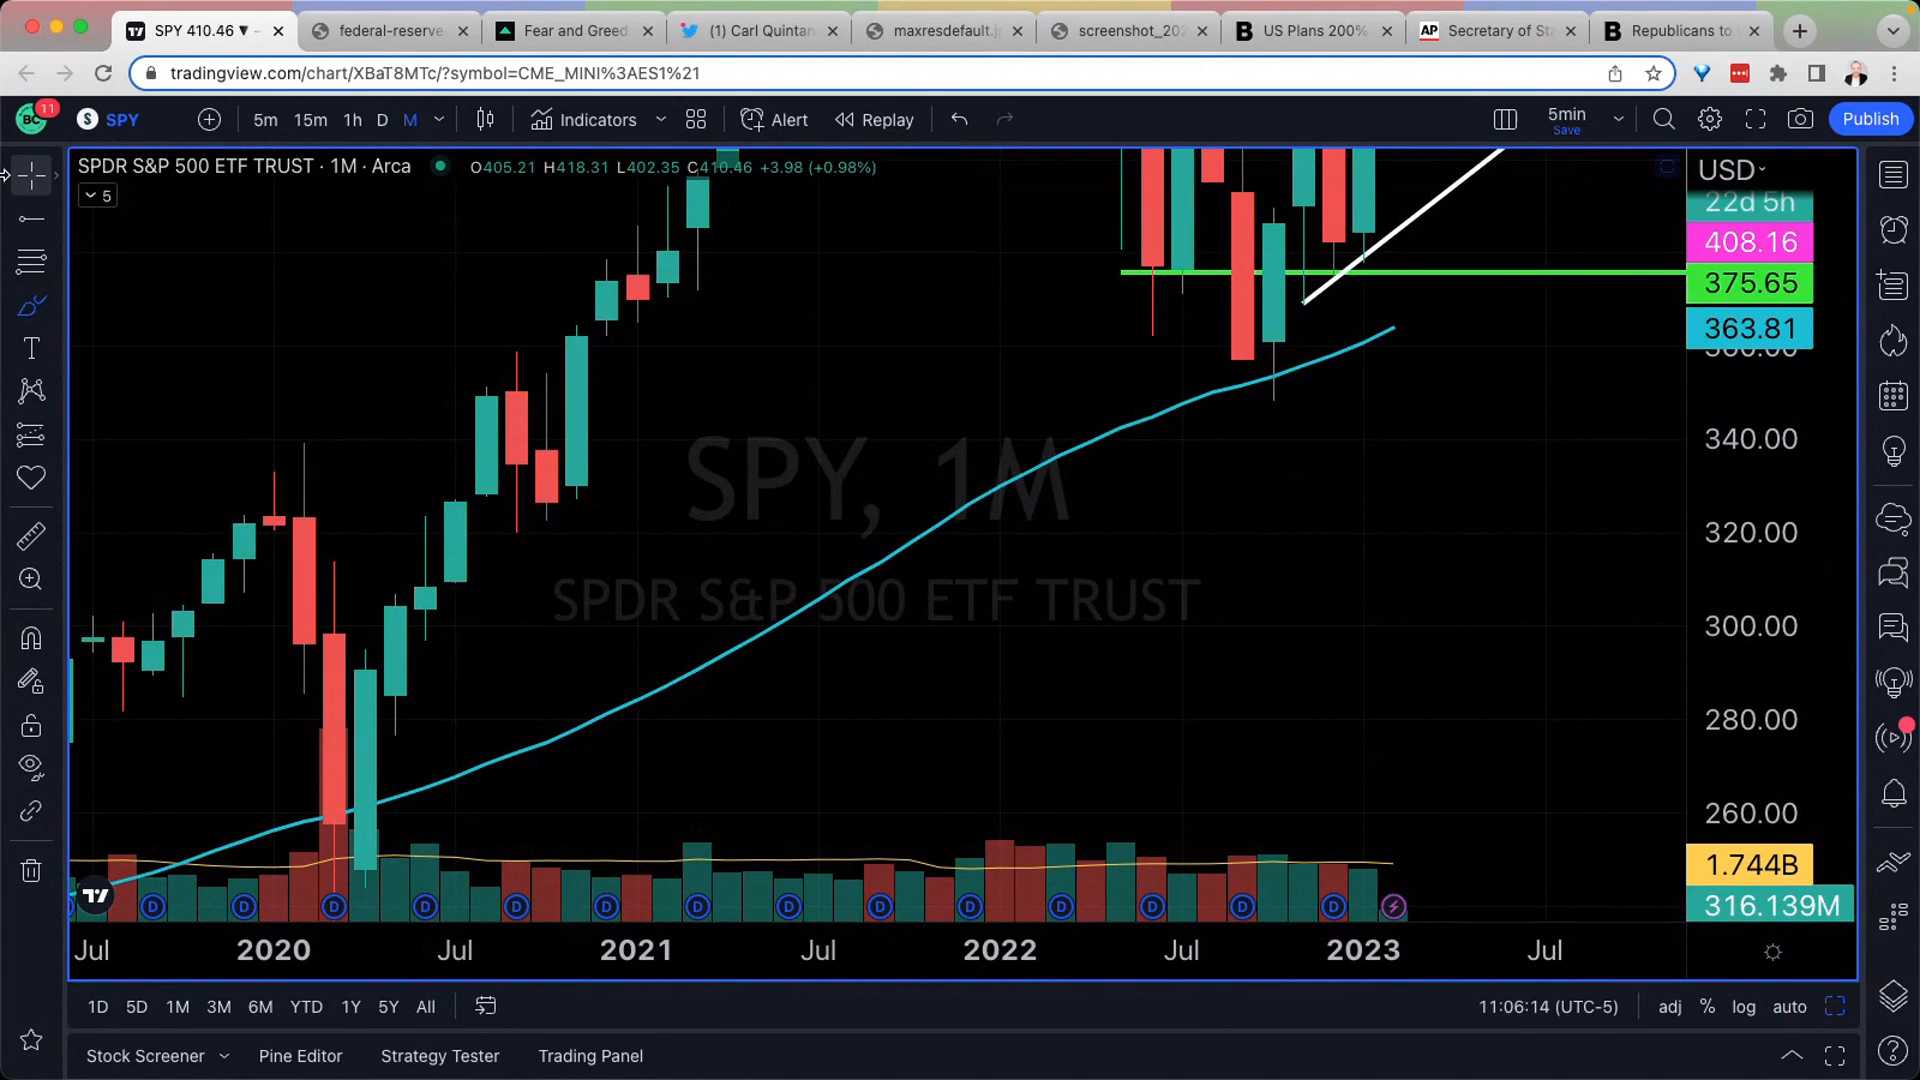 SPY 410.46 ▼ -
federal-reserve
Fear and Greed
(1) Carl Quintan
maxresdefault.j
screenshot_202
US Plans 200%
AP Secretary of Sta
Republicans to
tradingview.com/chart/XBaT8MTc/?symbol=CME_MINI%3AES1%21
11
BC
S SPY
5m 15m 1h D M
Indicators
Alert
Replay
5min
Save
Publish
SPDR S&P 500 ETF TRUST · 1M · Arca
O405.21 H418.31 L402.35 C410.46 +3.98 (+0.98%)
5
USD
22d 5h
408.16
375.65
363.81
360.00
340.00
320.00
300.00
280.00
260.00
1.744B
316.139M
SPY, 1M
SPDR S&P 500 ETF TRUST
D D D D D D D D D D D D D D
Jul 2020 Jul 2021 Jul 2022 Jul 2023 Jul
1D 5D 1M 3M 6M YTD 1Y 5Y All
11:06:14 (UTC-5) adj % log auto
Stock Screener Pine Editor Strategy Tester Trading Panel